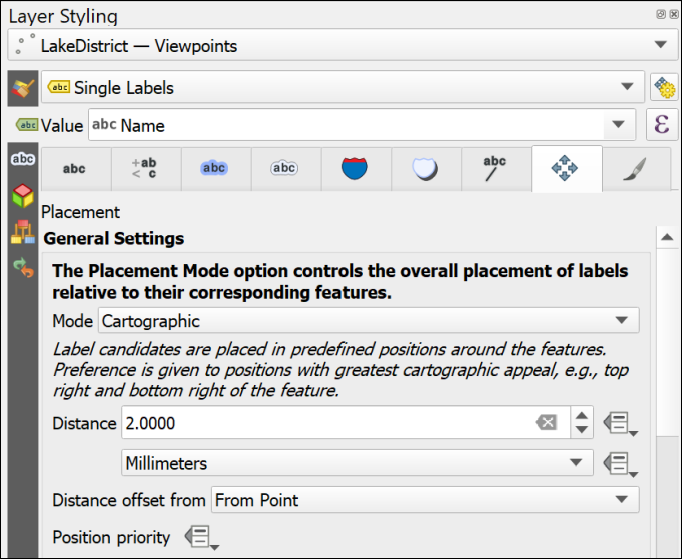 Layer Styling
LakeDistrict — Viewpoints
abc Single Labels
abc Value abc Name ε
abc
abc +ab < c abc abc abc
Placement
General Settings
The Placement Mode option controls the overall placement of labels
relative to their corresponding features.
Mode Cartographic
Label candidates are placed in predefined positions around the features.
Preference is given to positions with greatest cartographic appeal, e.g., top
right and bottom right of the feature.
Distance 2.0000
Millimeters
Distance offset from From Point
Position priority